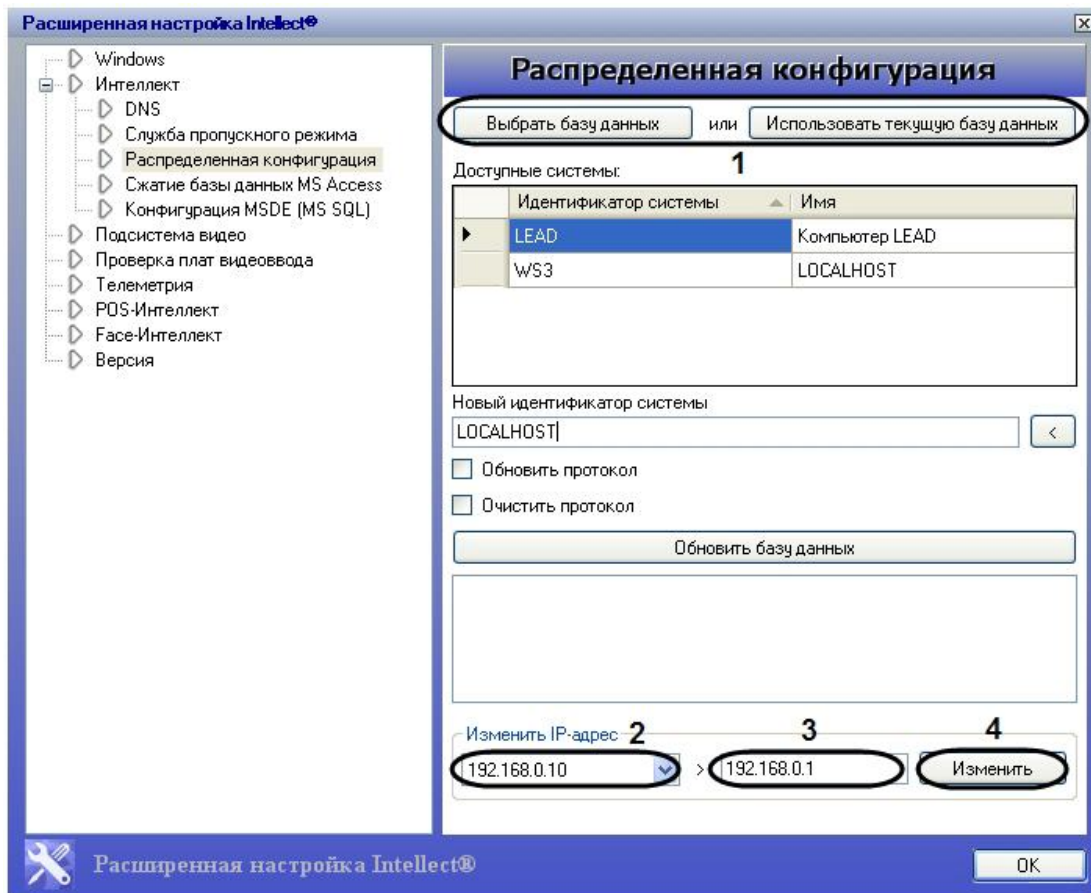 Расширенная настройка Intellect®
Windows
Интеллект
DNS
Служба пропускного режима
Распределенная конфигурация
Сжатие базы данных MS Access
Конфигурация MSDE (MS SQL)
Подсистема видео
Проверка плат видеоввода
Телеметрия
POS-Интеллект
Face-Интеллект
Версия
Распределенная конфигурация
Выбрать базу данных или Использовать текущую базу данных
1
Доступные системы:
Идентификатор системы Имя
LEAD Компьютер LEAD
WS3 LOCALHOST
Новый идентификатор системы
LOCALHOST <
Обновить протокол
Очистить протокол
Обновить базу данных
Изменить IP-адрес 2 3 4
192.168.0.10 > 192.168.0.1 Изменить
Расширенная настройка Intellect®
OK